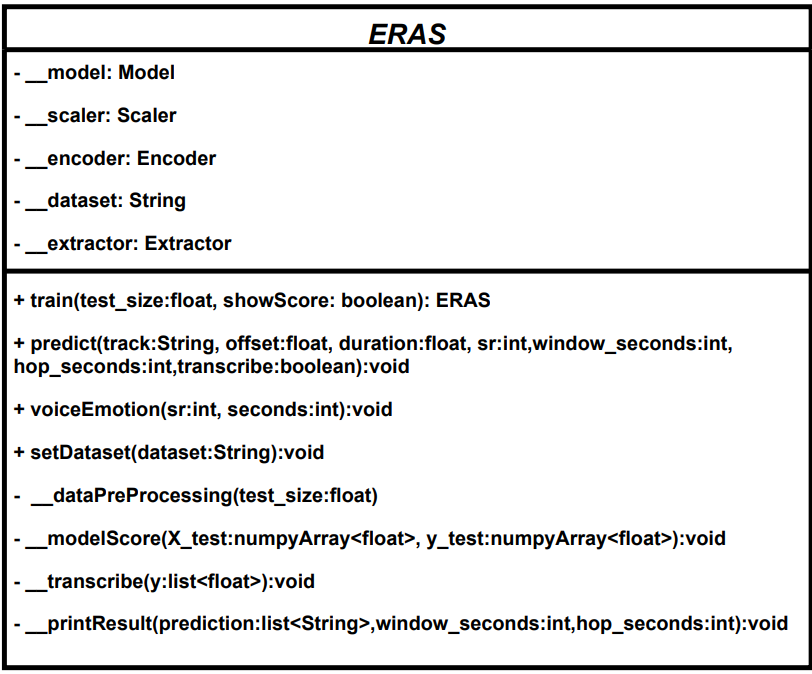 ERAS
- __model: Model
- __scaler: Scaler
- __encoder: Encoder
- __dataset: String
- __extractor: Extractor
+ train(test_size:float, showScore: boolean): ERAS
+ predict(track:String, offset:float, duration:float, sr:int,window_seconds:int,
hop_seconds:int,transcribe:boolean):void
+ voiceEmotion(sr:int, seconds:int):void
+ setDataset(dataset:String):void
- __dataPreProcessing(test_size:float)
- __modelScore(X_test:numpyArray<float>, y_test:numpyArray<float>):void
- __transcribe(y:list<float>):void
- __printResult(prediction:list<String>,window_seconds:int,hop_seconds:int):void